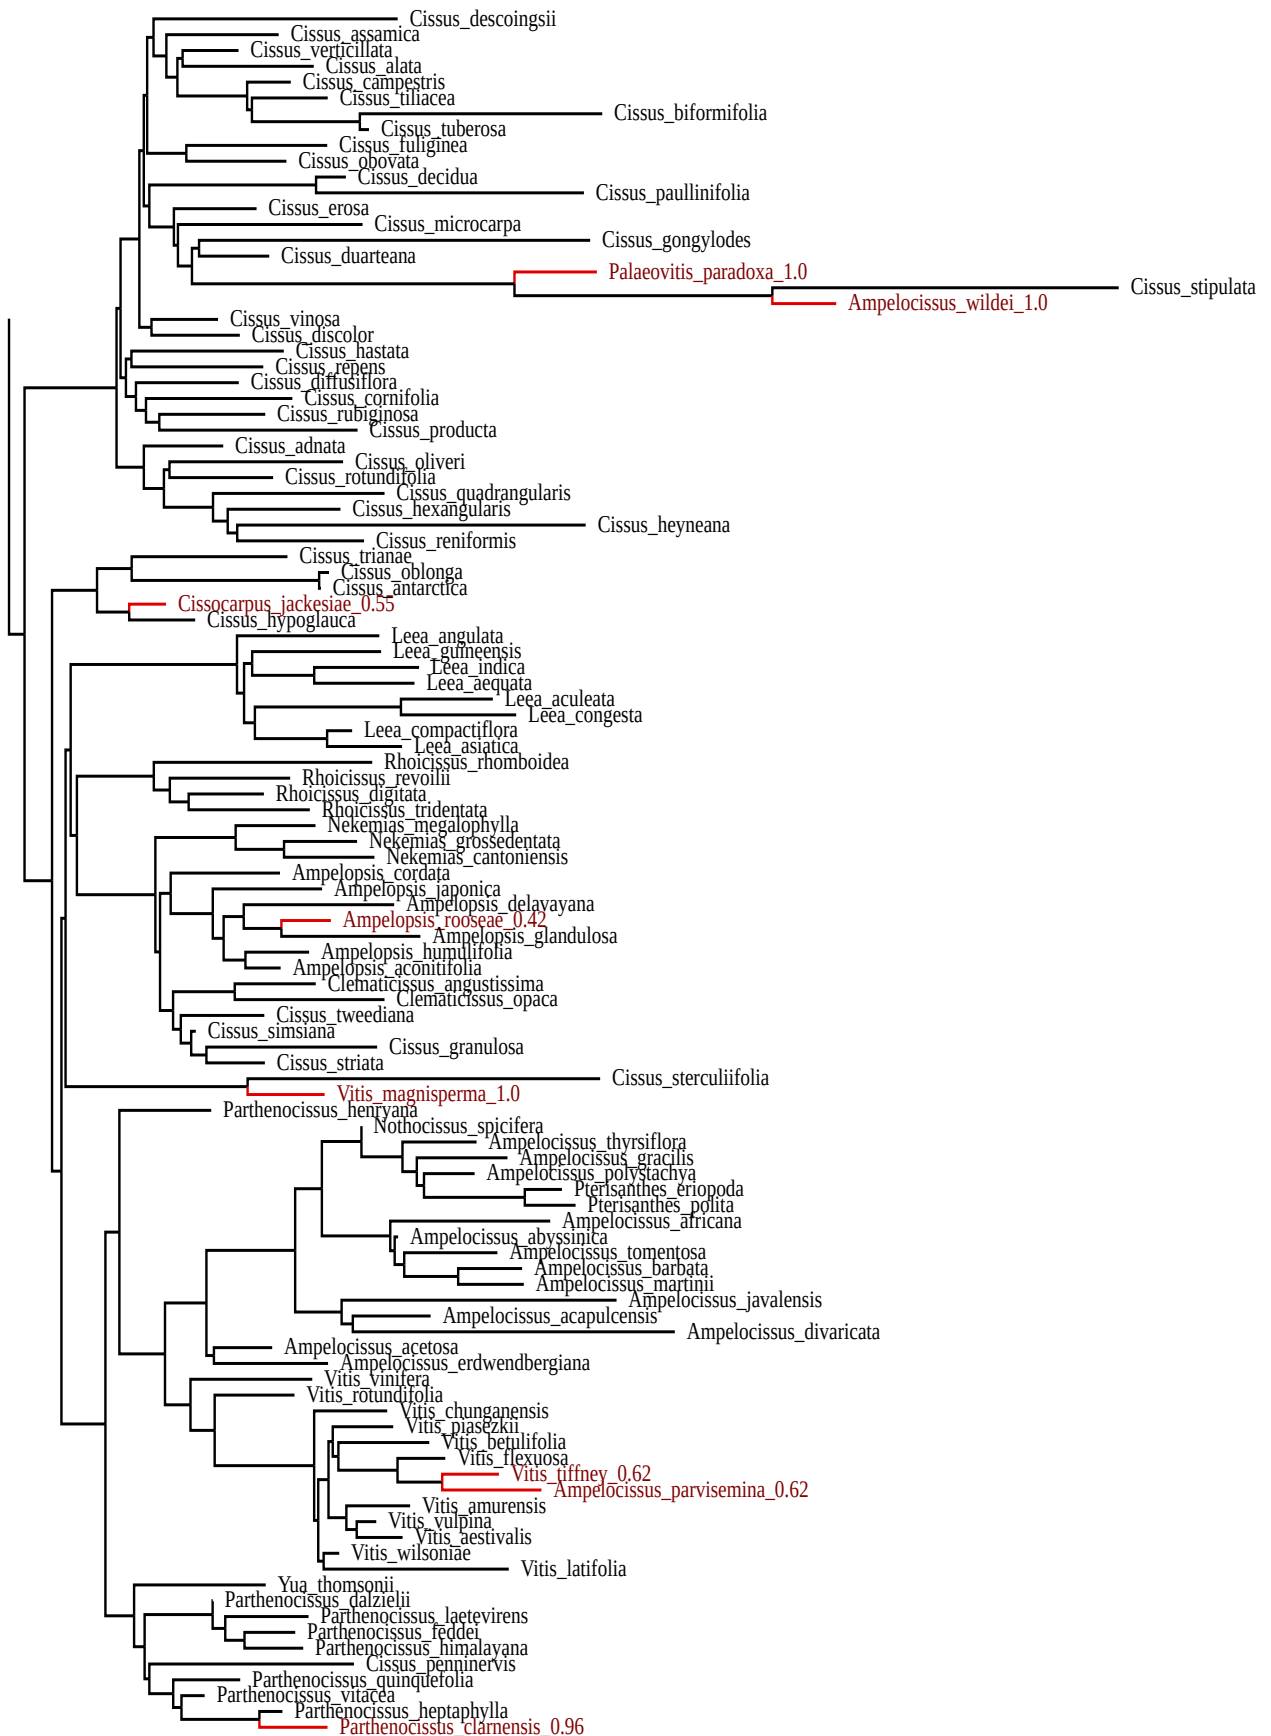 Cissus_descoingsii
Cissus_assamica
Cissus_verticillata
Cissus_alata
Cissus_campestris
Cissus_tiliacea
Cissus_biformifolia
Cissus_tuberosa
Cissus_fuliginea
Cissus_obovata
Cissus_decidua
Cissus_paullinifolia
Cissus_erosa
Cissus_microcarpa
Cissus_gongylodes
Cissus_duarteana
Palaeovitis_paradoxa_1.0
Cissus_stipulata
Ampelocissus_wildei_1.0
Cissus_vinosa
Cissus_discolor
Cissus_hastata
Cissus_repens
Cissus_diffusiflora
Cissus_cornifolia
Cissus_rubiginosa
Cissus_producta
Cissus_adnata
Cissus_oliveri
Cissus_rotundifolia
Cissus_quadrangularis
Cissus_hexangularis
Cissus_heyneana
Cissus_reniformis
Cissus_trianae
Cissus_oblonga
Cissus_antarctica
Cissocarpus_jackesiae_0.55
Cissus_hypoglauca
Leea_angulata
Leea_guineensis
Leea_indica
Leea_aequata
Leea_aculeata
Leea_congesta
Leea_compactiflora
Leea_asiatica
Rhoicissus_rhomboidea
Rhoicissus_revoilii
Rhoicissus_digitata
Rhoicissus_tridentata
Nekemias_megalophylla
Nekemias_grossedentata
Nekemias_cantoniensis
Ampelopsis_cordata
Ampelopsis_japonica
Ampelopsis_delavayana
Ampelopsis_rooseae_0.42
Ampelopsis_glandulosa
Ampelopsis_humulifolia
Ampelopsis_aconitifolia
Clematicissus_angustissima
Clematicissus_opaca
Cissus_tweediana
Cissus_simsiana
Cissus_granulosa
Cissus_striata
Cissus_sterculiifolia
Vitis_magnisperma_1.0
Parthenocissus_henryana
Nothocissus_spicifera
Ampelocissus_thyrsiflora
Ampelocissus_gracilis
Ampelocissus_polystachya
Pterisanthes_eriopoda
Pterisanthes_polita
Ampelocissus_africana
Ampelocissus_abyssinica
Ampelocissus_tomentosa
Ampelocissus_barbata
Ampelocissus_martinii
Ampelocissus_javalensis
Ampelocissus_acapulcensis
Ampelocissus_divaricata
Ampelocissus_acetosa
Ampelocissus_erdwendbergiana
Vitis_vinifera
Vitis_rotundifolia
Vitis_chunganensis
Vitis_piasezkii
Vitis_betulifolia
Vitis_flexuosa
Vitis_tiffney_0.62
Ampelocissus_parvisemina_0.62
Vitis_amurensis
Vitis_vulpina
Vitis_aestivalis
Vitis_wilsoniae
Vitis_latifolia
Yua_thomsonii
Parthenocissus_dalzielii
Parthenocissus_laetevirens
Parthenocissus_feddei
Parthenocissus_himalayana
Cissus_penninervis
Parthenocissus_quinquefolia
Parthenocissus_vitacea
Parthenocissus_heptaphylla
Parthenocissus_clarnensis_0.96